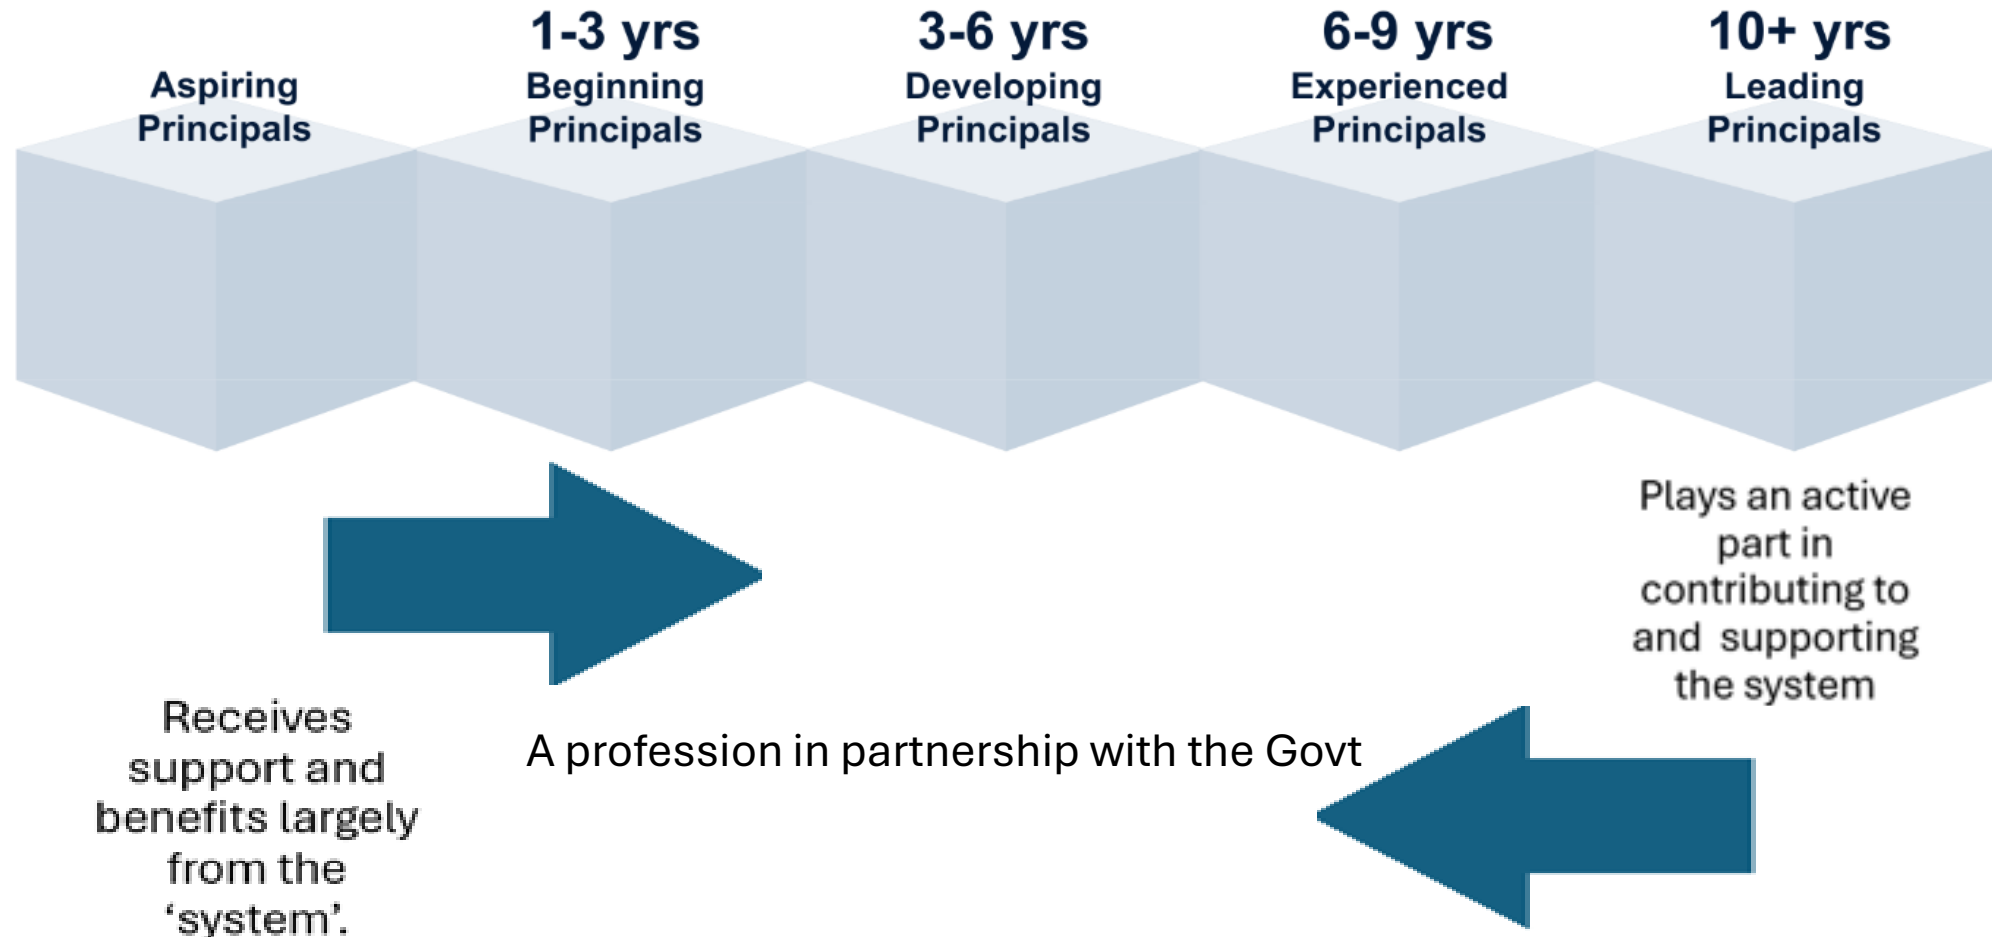 Aspiring
Principals
1-3 yrs
Beginning
Principals
3-6 yrs
Developing
Principals
6-9 yrs
Experienced
Principals
10+ yrs
Leading
Principals
Plays an active
part in
contributing to
and supporting
the system
Receives
support and
benefits largely
from the
‘system’.
A profession in partnership with the Govt